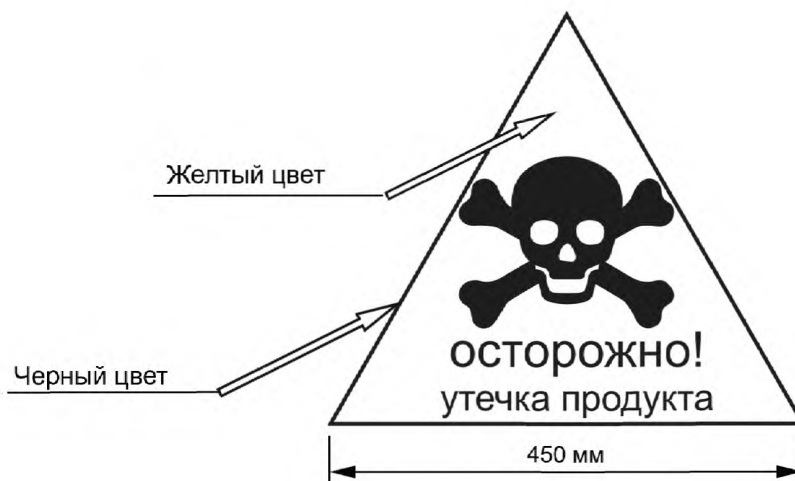 Желтый цвет
Черный цвет
осторожно!
утечка продукта
450 мм